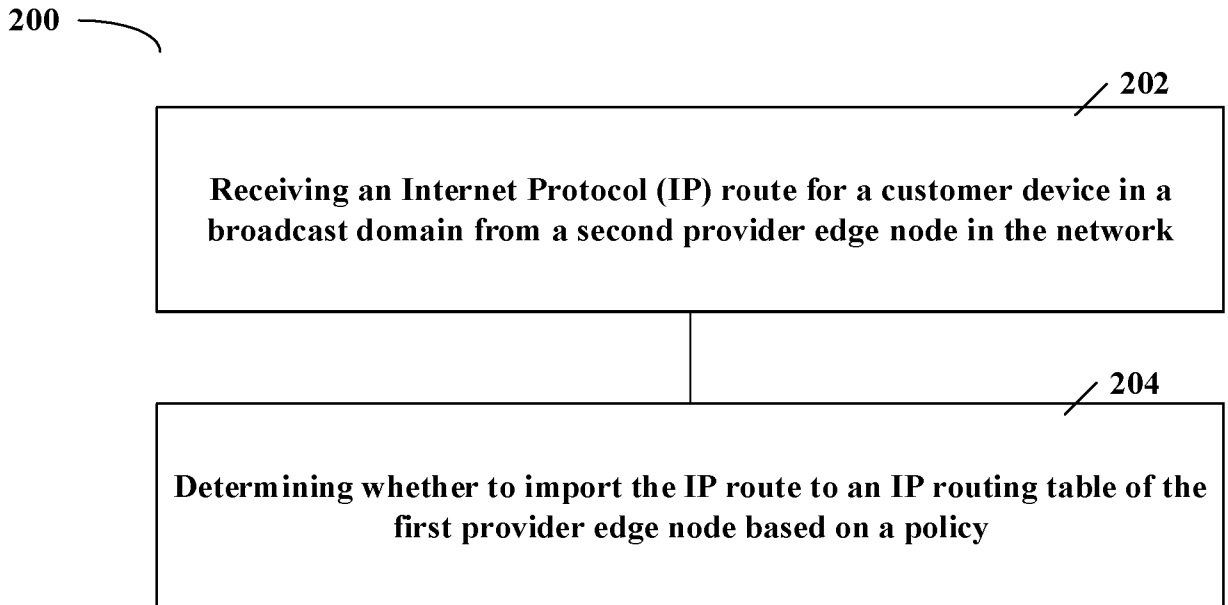 200
202
Receiving an Internet Protocol (IP) route for a customer device in a
broadcast domain from a second provider edge node in the network
204
Determining whether to import the IP route to an IP routing table of the
first provider edge node based on a policy